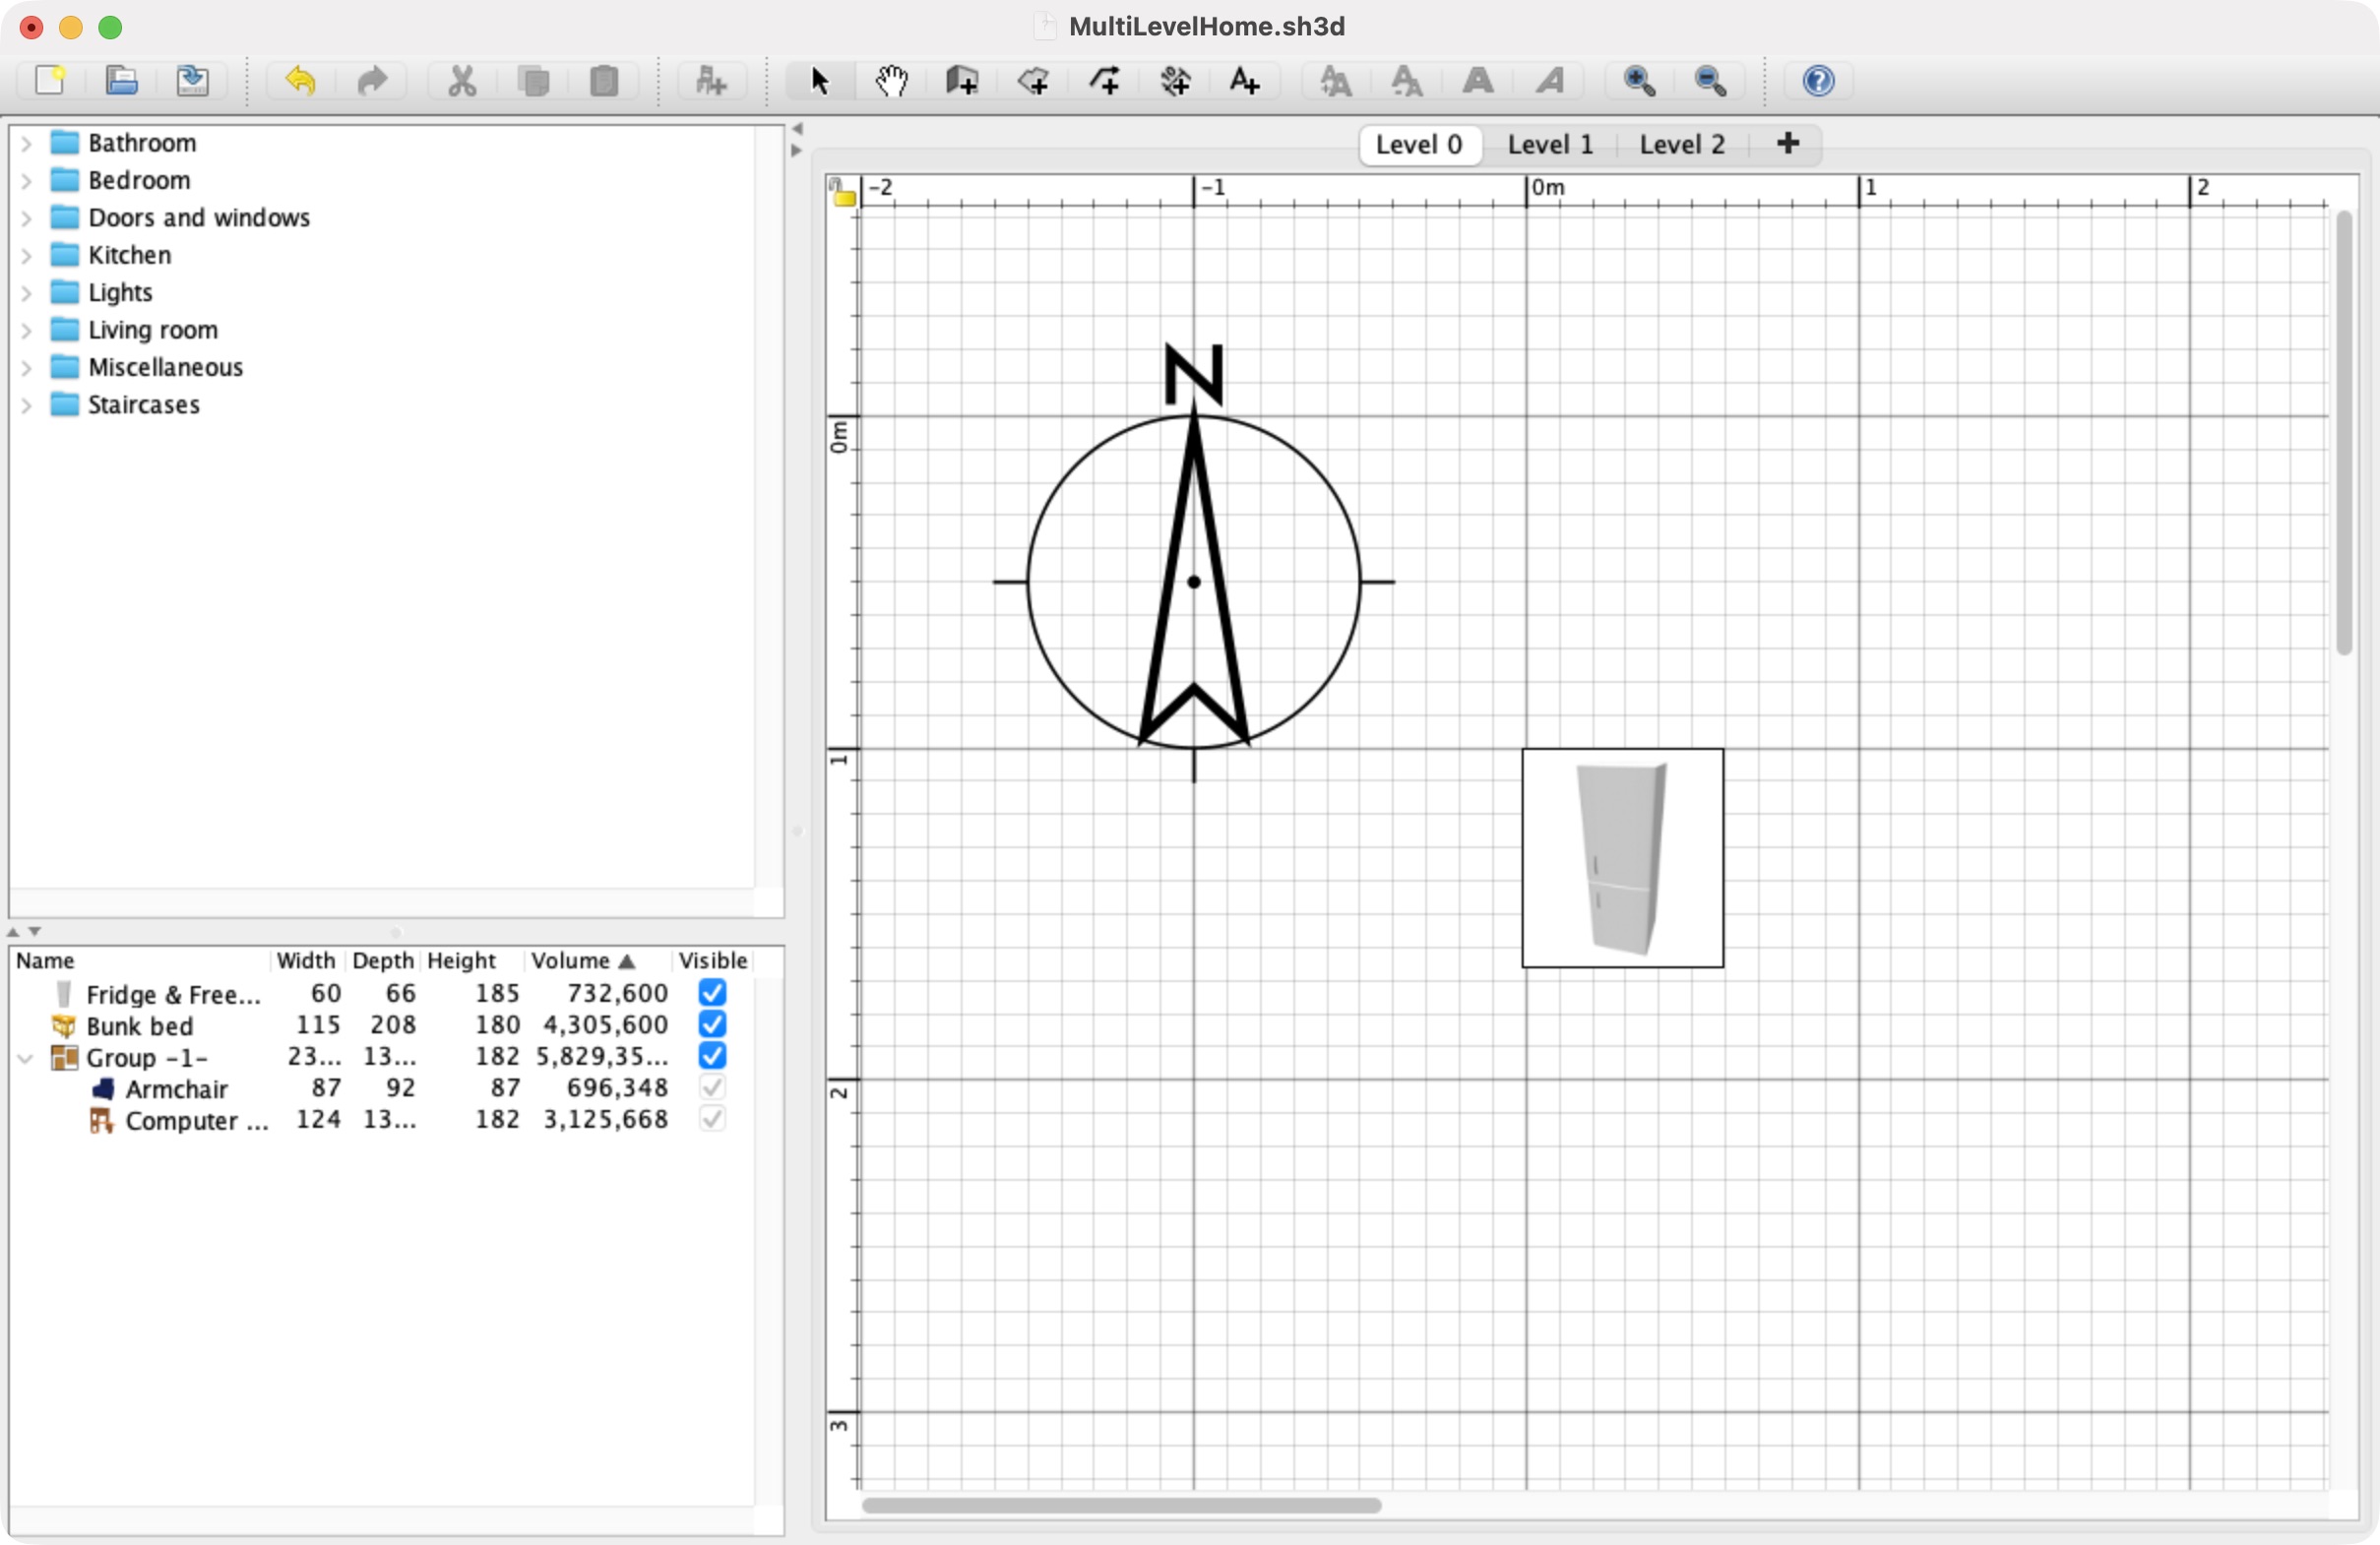 MultiLevelHome.sh3d
Bathroom
Bedroom
Doors and windows
Kitchen
Lights
Living room
Miscellaneous
Staircases
Level 0 Level 1 Level 2 +
-2 -1 0m 1 2
N
0m
1
2
3
Name Width Depth Height Volume Visible
Fridge & Free... 60 66 185 732,600
Bunk bed 115 208 180 4,305,600
Group -1- 23... 13... 182 5,829,35...
Armchair 87 92 87 696,348
Computer ... 124 13... 182 3,125,668